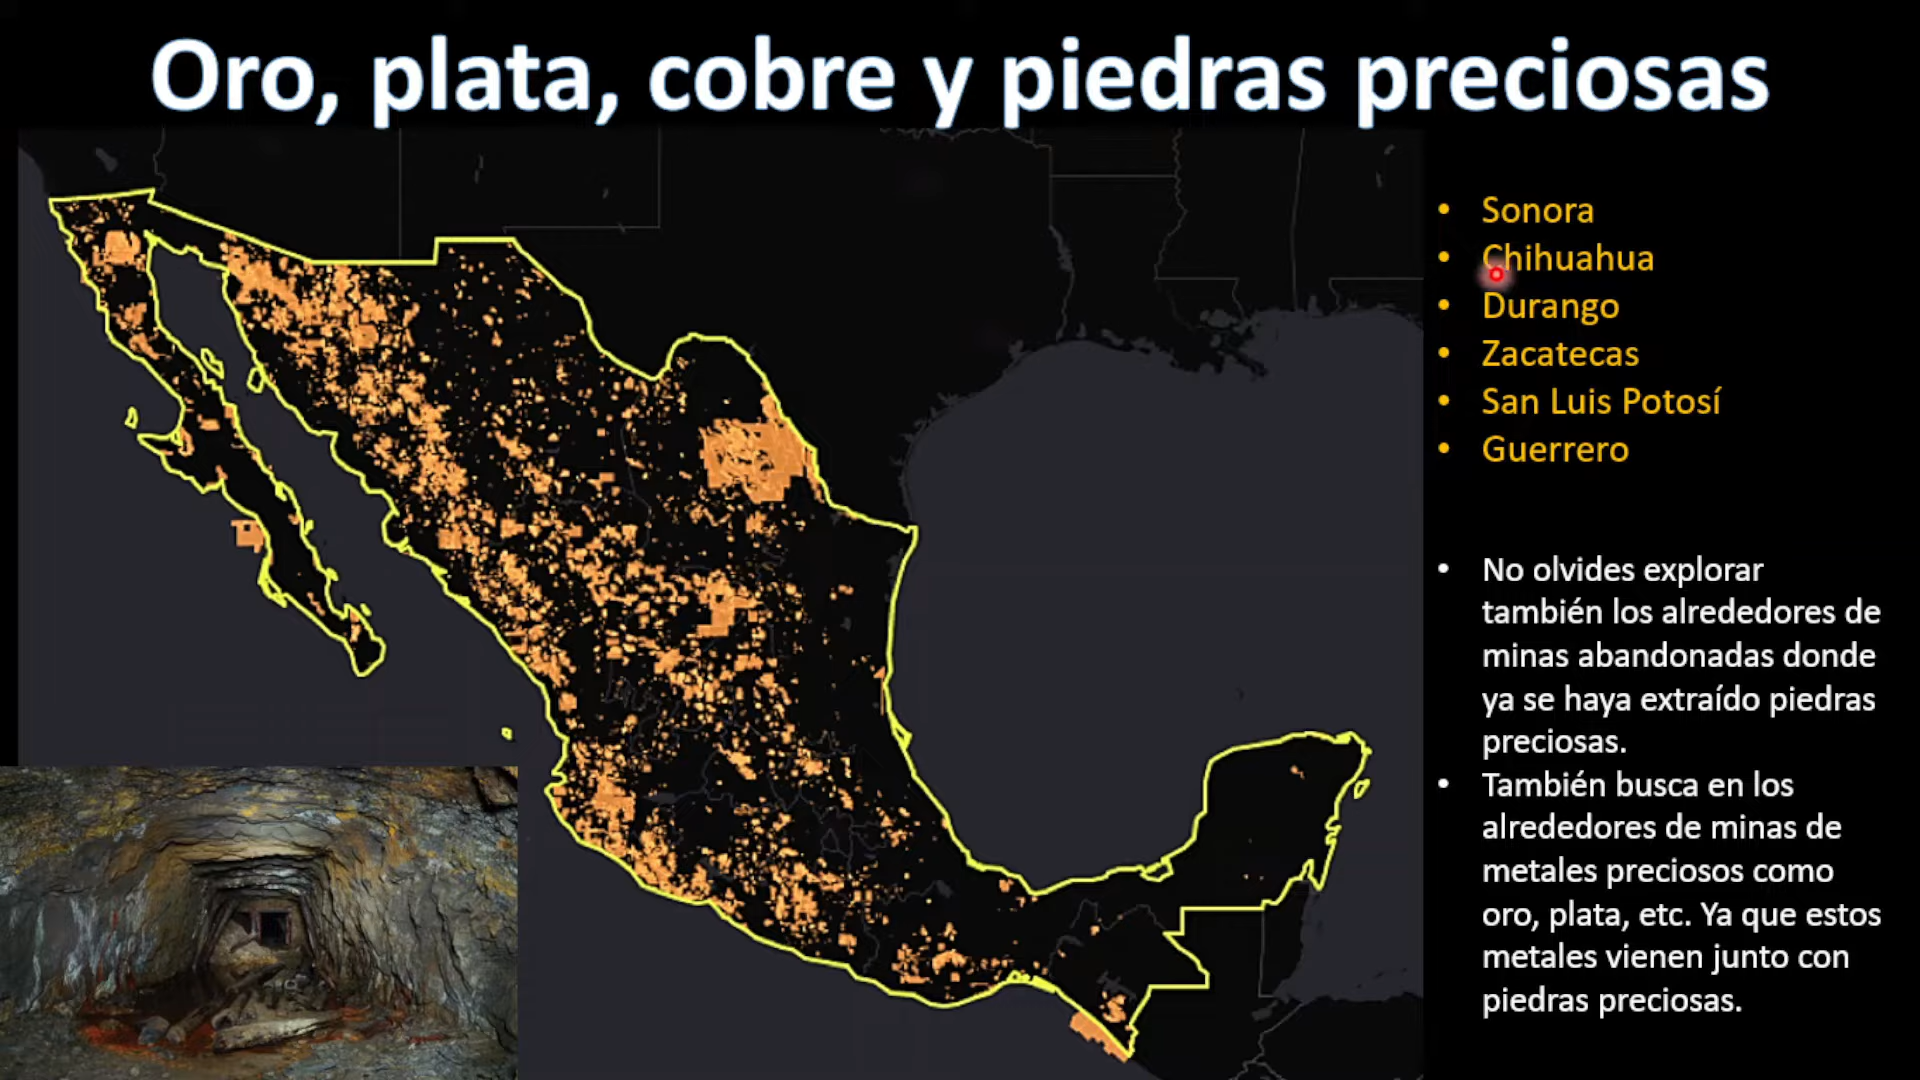 Oro, plata, cobre y piedras preciosas
• Sonora
• Chihuahua
• Durango
• Zacatecas
• San Luis Potosí
• Guerrero
• No olvides explorar
también los alrededores de
minas abandonadas donde
ya se haya extraído piedras
preciosas.
• También busca en los
alrededores de minas de
metales preciosos como
oro, plata, etc. Ya que estos
metales vienen junto con
piedras preciosas.